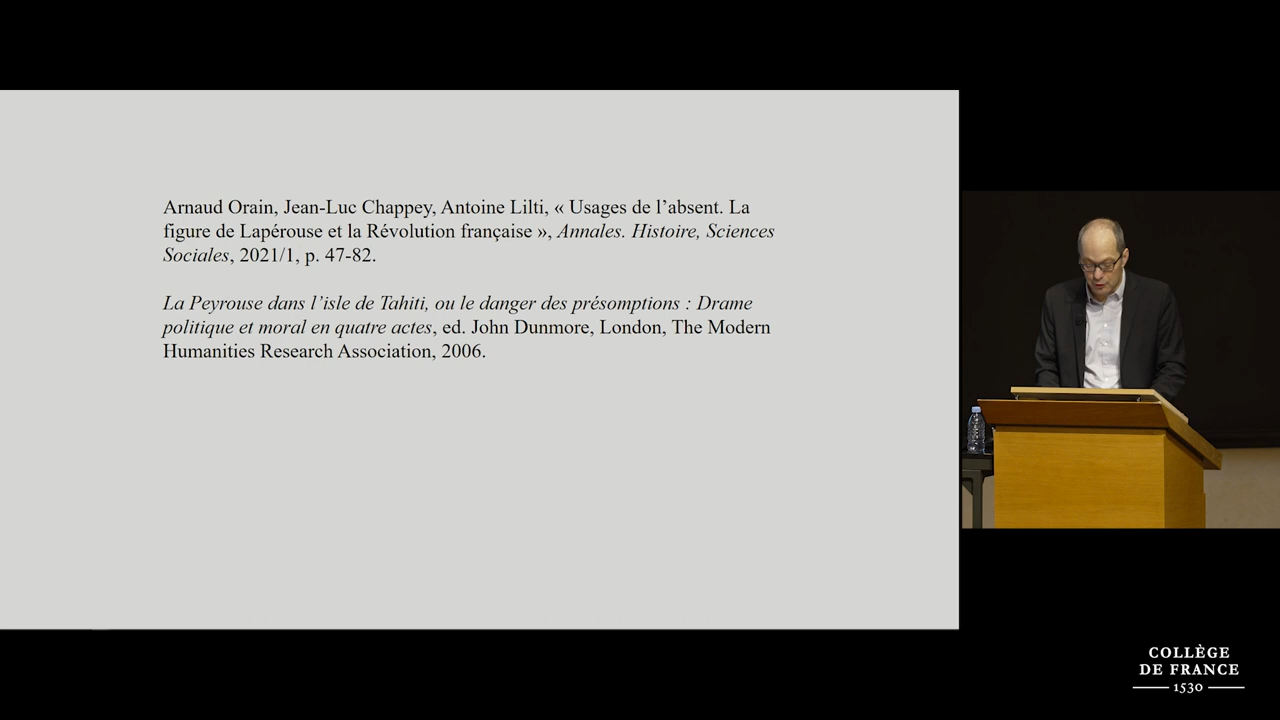 Arnaud Orain, Jean-Luc Chappey, Antoine Lilti, « Usages de l’absent. La
figure de Lapérouse et la Révolution française », Annales. Histoire, Sciences
Sociales, 2021/1, p. 47-82.
La Peyrouse dans l’isle de Tahiti, ou le danger des présomptions : Drame
politique et moral en quatre actes, ed. John Dunmore, London, The Modern
Humanities Research Association, 2006.
COLLÈGE
DE FRANCE
1530